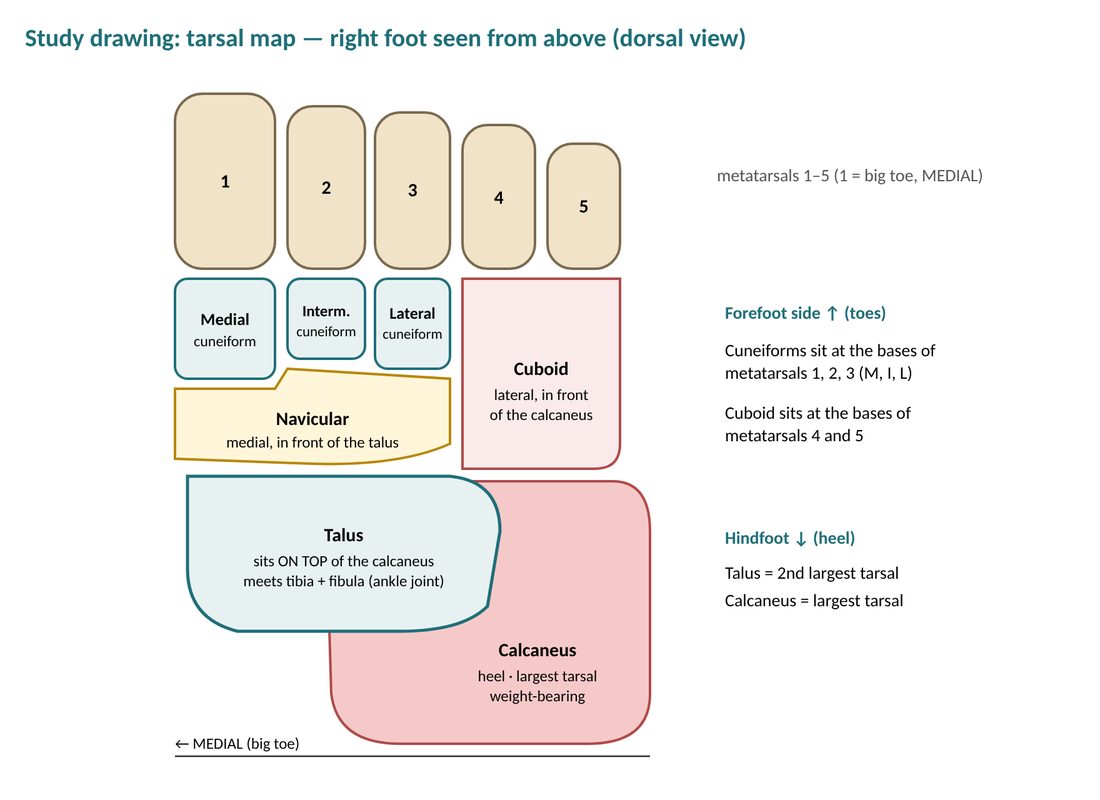 Study drawing: tarsal map — right foot seen from above (dorsal view)
1
2
3
4
5
metatarsals 1–5 (1 = big toe, MEDIAL)
Medial
cuneiform
Interm.
cuneiform
Lateral
cuneiform
Cuboid
lateral, in front
of the calcaneus
Forefoot side ↑ (toes)
Cuneiforms sit at the bases of
metatarsals 1, 2, 3 (M, I, L)
Cuboid sits at the bases of
metatarsals 4 and 5
Navicular
medial, in front of the talus
Talus
sits ON TOP of the calcaneus
meets tibia + fibula (ankle joint)
Hindfoot ↓ (heel)
Talus = 2nd largest tarsal
Calcaneus = largest tarsal
Calcaneus
heel · largest tarsal
weight-bearing
← MEDIAL (big toe)